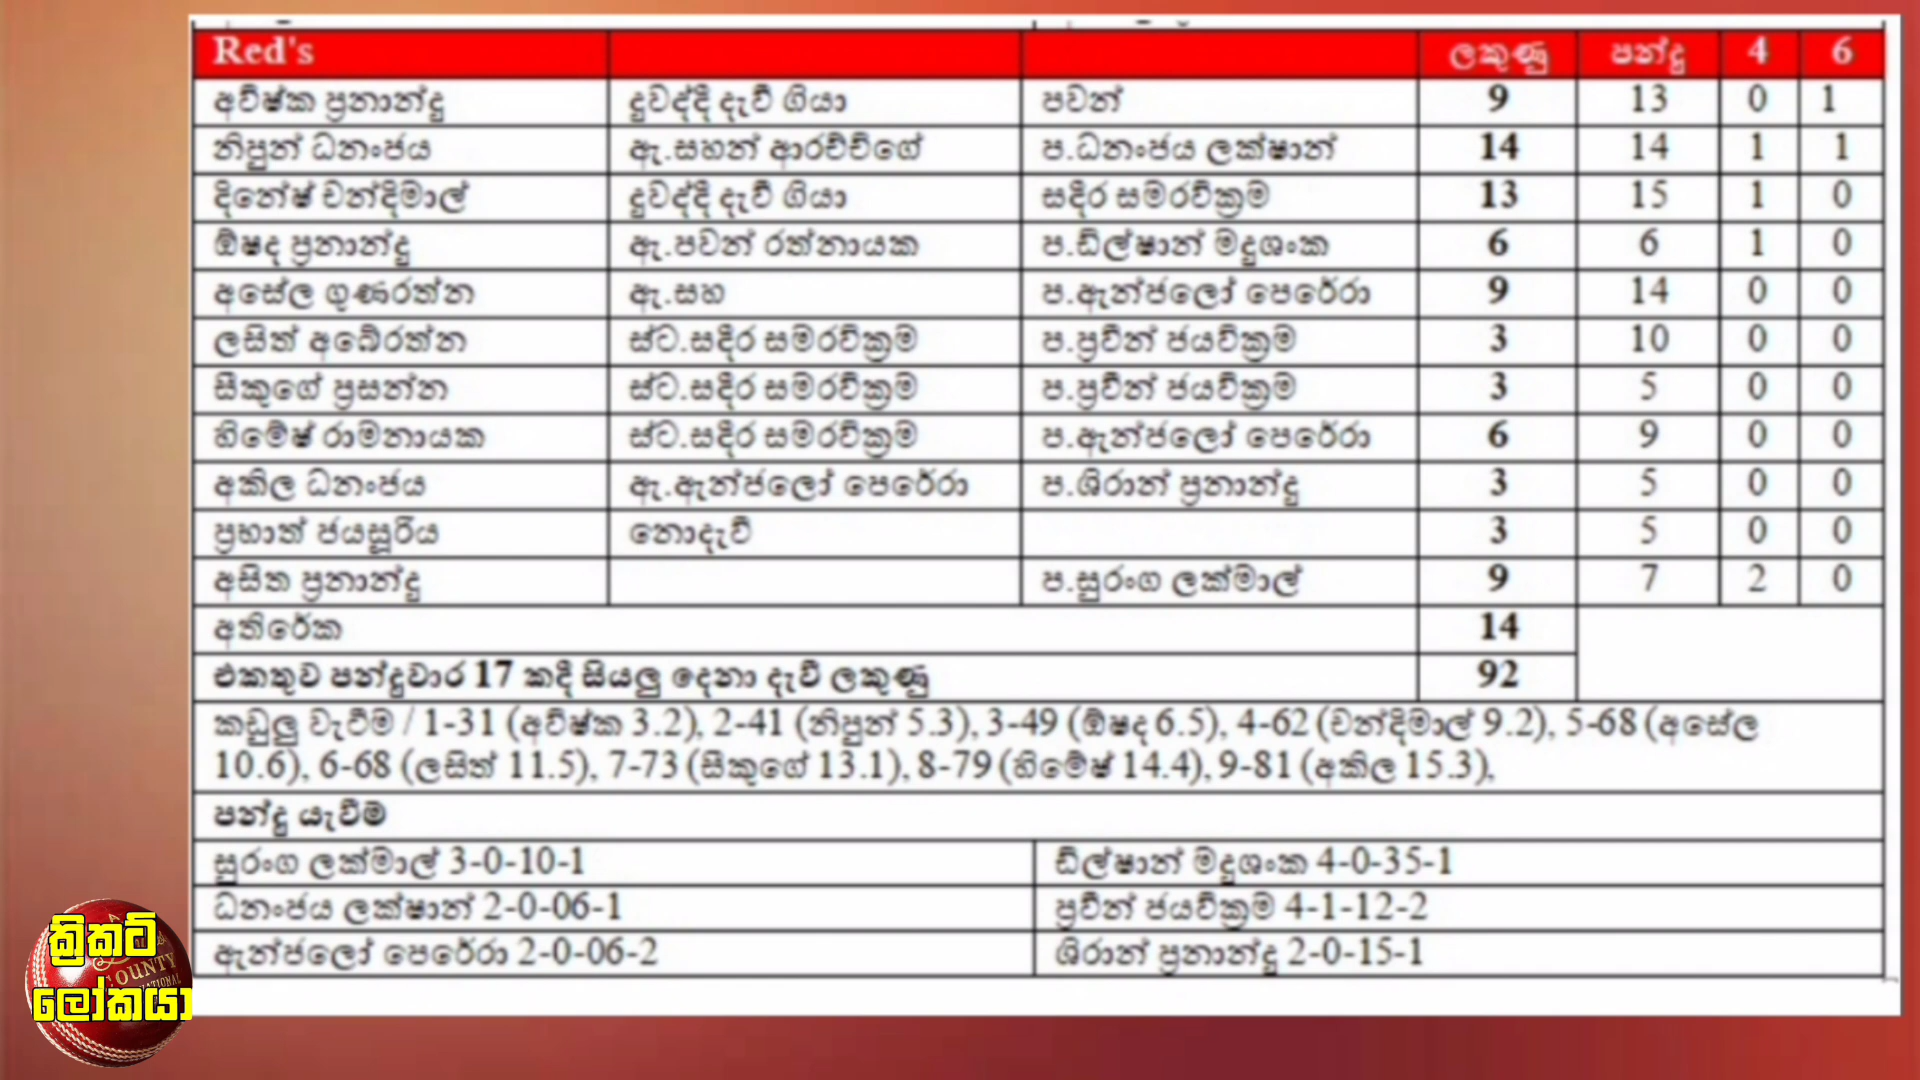 Red's ලකුණු පන්දු 4 6
අවිෂ්ක ප්‍රනාන්දු දුවද්දී දැවී ගියා පවන් 9 13 0 1
නිපුන් ධනංජය ඇ.සහන් ආරච්චිගේ ප.ධනංජය ලක්ෂාන් 14 14 1 1
දිනේෂ් චන්දිමාල් දුවද්දී දැවී ගියා සදීර සමරවික්‍රම 13 15 1 0
ඕෂද ප්‍රනාන්දු ඇ.පවන් රත්නායක ප.ඩිල්ෂාන් මදුශංක 6 6 1 0
අසේල ගුණරත්න ඇ.සහ ප.ඇන්ජලෝ පෙරේරා 9 14 0 0
ලසිත් අබේරත්න ස්ට.සදීර සමරවික්‍රම ප.ප්‍රවීන් ජයවික්‍රම 3 10 0 0
සීකුගේ ප්‍රසන්න ස්ට.සදීර සමරවික්‍රම ප.ප්‍රවීන් ජයවික්‍රම 3 5 0 0
හිමේෂ් රාමනායක ස්ට.සදීර සමරවික්‍රම ප.ඇන්ජලෝ පෙරේරා 6 9 0 0
අකිල ධනංජය ඇ.ඇන්ජලෝ පෙරේරා ප.ශිරාන් ප්‍රනාන්දු 3 5 0 0
ප්‍රභාත් ජයසූරිය නොදැවී 3 5 0 0
අසිත ප්‍රනාන්දු ප.සුරංග ලක්මාල් 9 7 2 0
අතිරේක 14
එකතුව පන්දුවාර 17 කදී සියලු දෙනා දැවී ලකුණු 92
කඩුලු වැටීම / 1-31 (අවිෂ්ක 3.2), 2-41 (නිපුන් 5.3), 3-49 (ඕෂද 6.5), 4-62 (චන්දිමාල් 9.2), 5-68 (අසේල
10.6), 6-68 (ලසිත් 11.5), 7-73 (සීකුගේ 13.1), 8-79 (හිමේෂ් 14.4), 9-81 (අකිල 15.3),
පන්දු යැවීම
සුරංග ලක්මාල් 3-0-10-1 ඩිල්ෂාන් මදුශංක 4-0-35-1
ධනංජය ලක්ෂාන් 2-0-06-1 ප්‍රවීන් ජයවික්‍රම 4-1-12-2
ඇන්ජලෝ පෙරේරා 2-0-06-2 ශිරාන් ප්‍රනාන්දු 2-0-15-1
ක්‍රිකට්
COUNTY
ලෝකයා